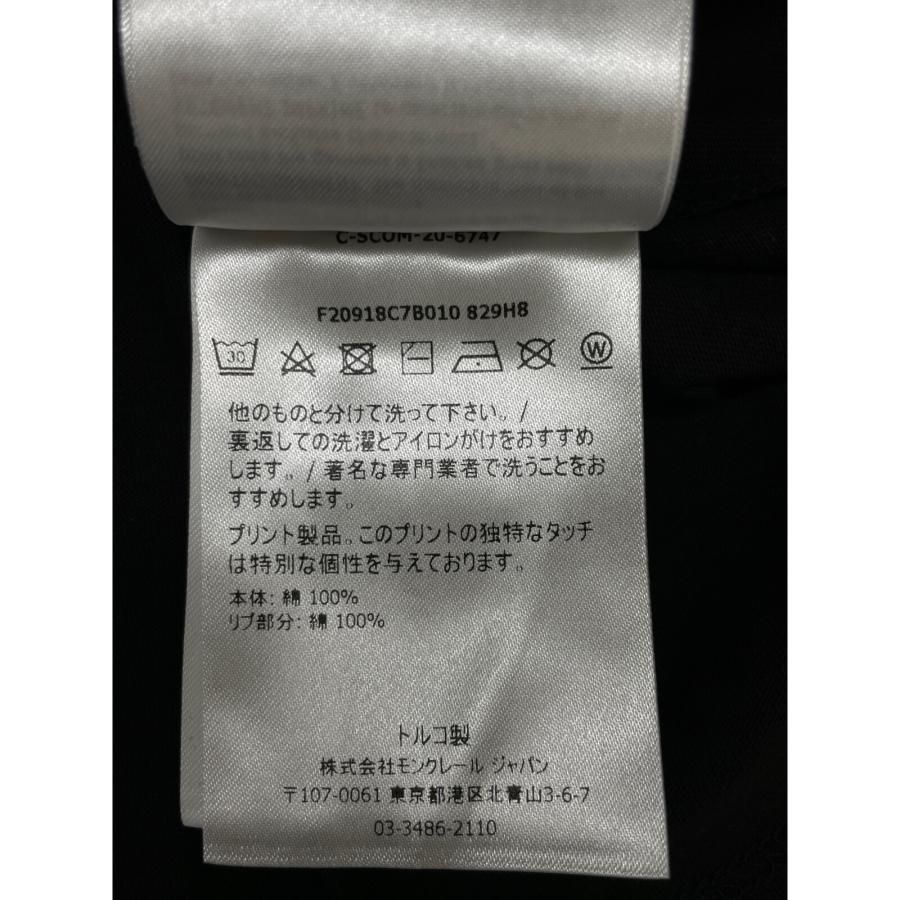 C-SCOM-20-6747
F20918C7B010 829H8
30
W
他のものと分けて洗って下さい。/
裏返しての洗濯とアイロンがけをおすすめ
します。/ 著名な専門業者で洗うことをお
すすめします。
プリント製品。このプリントの独特なタッチ
は特別な個性を与えております。
本体: 綿 100%
リブ部分: 綿 100%
トルコ製
株式会社モンクレール ジャパン
〒107-0061 東京都港区北青山3-6-7
03-3486-2110